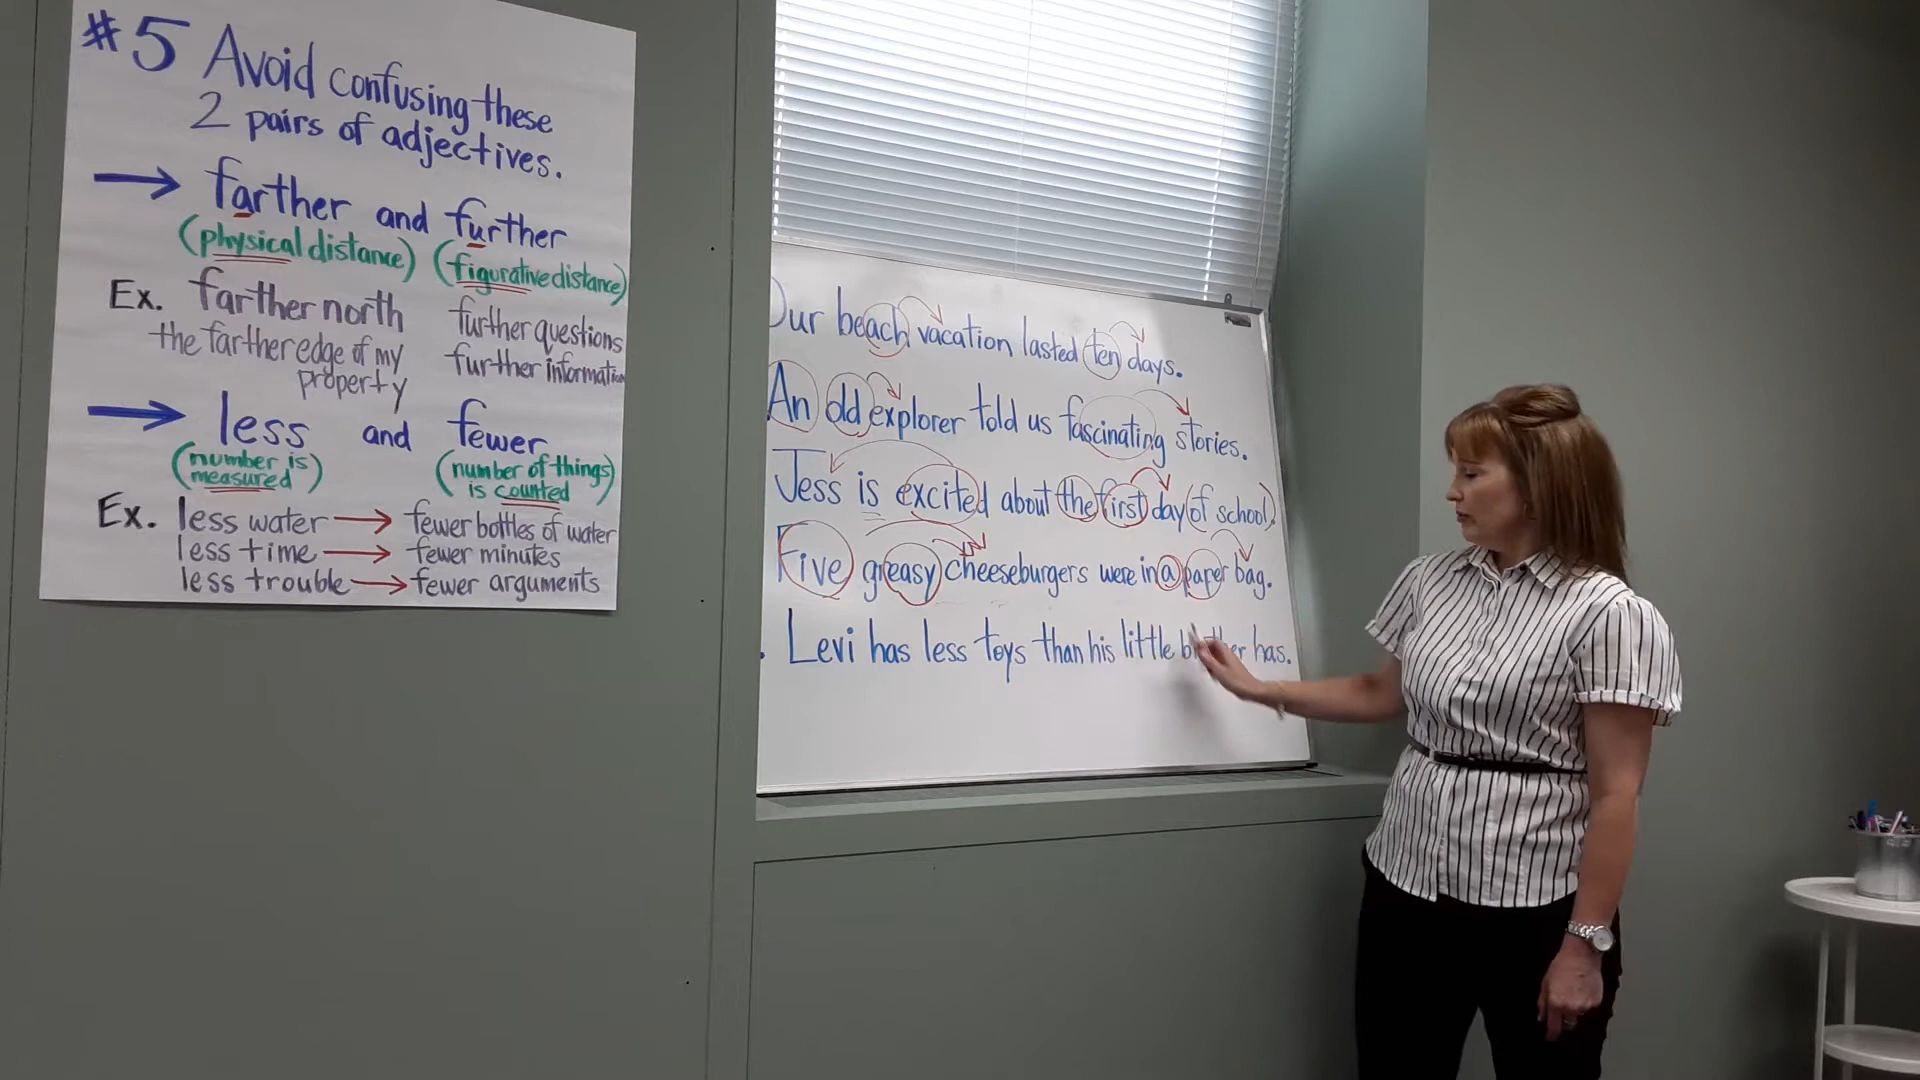 #5 Avoid confusing these
2 pairs of adjectives.
→ farther and further
(physical distance) (figurative distance)
Ex. farther north further questions
the farther edge of my property further information
→ less and fewer
(number is measured) (number of things is counted)
Ex. less water → fewer bottles of water
less time → fewer minutes
less trouble → fewer arguments
Our beach vacation lasted ten days.
An old explorer told us fascinating stories.
Jess is excited about the first day (of school).
Five greasy cheeseburgers were in a paper bag.
. Levi has less toys than his little brother has.